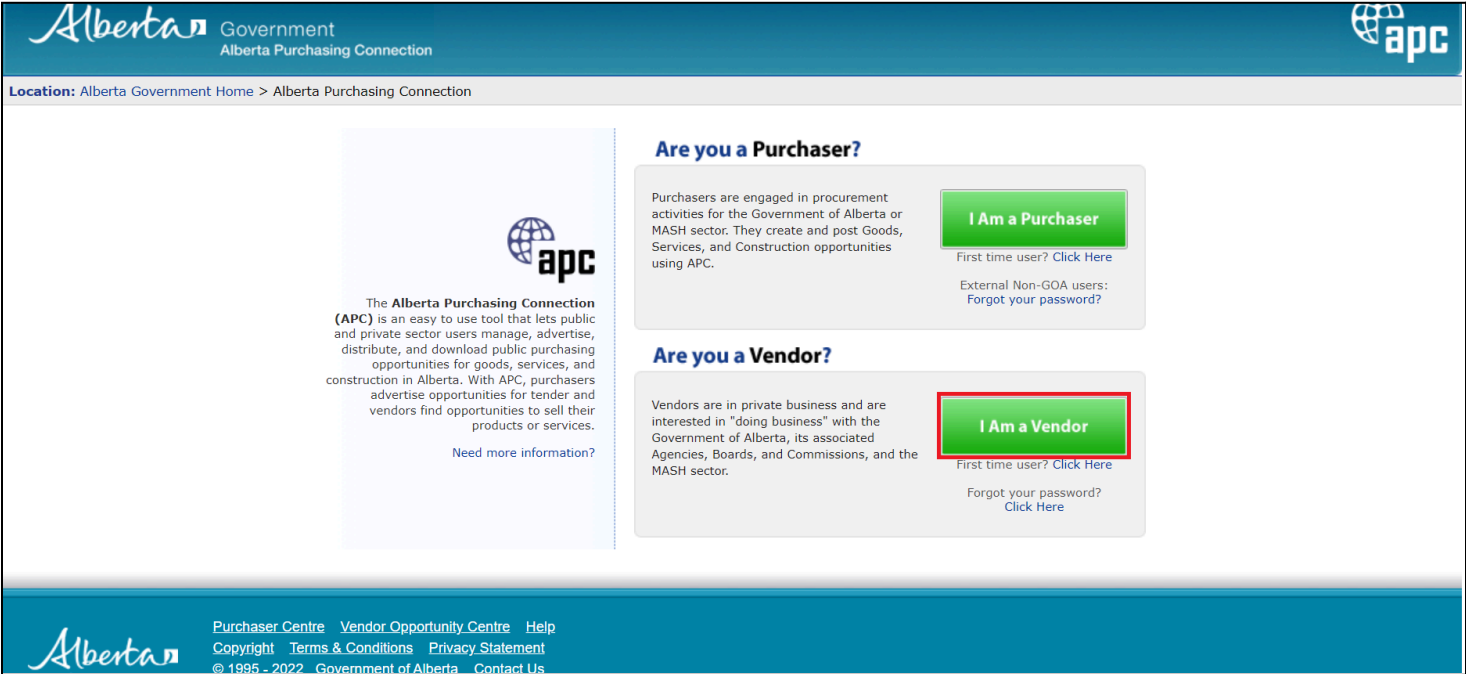 Alberta Government
Alberta Purchasing Connection
apc
Location: Alberta Government Home > Alberta Purchasing Connection
apc
The Alberta Purchasing Connection
(APC) is an easy to use tool that lets public
and private sector users manage, advertise,
distribute, and download public purchasing
opportunities for goods, services, and
construction in Alberta. With APC, purchasers
advertise opportunities for tender and
vendors find opportunities to sell their
products or services.
Need more information?
Are you a Purchaser?
Purchasers are engaged in procurement
activities for the Government of Alberta or
MASH sector. They create and post Goods,
Services, and Construction opportunities
using APC.
I Am a Purchaser
First time user? Click Here
External Non-GOA users:
Forgot your password?
Are you a Vendor?
Vendors are in private business and are
interested in "doing business" with the
Government of Alberta, its associated
Agencies, Boards, and Commissions, and the
MASH sector.
I Am a Vendor
First time user? Click Here
Forgot your password?
Click Here
Alberta
Purchaser Centre Vendor Opportunity Centre Help
Copyright Terms & Conditions Privacy Statement
© 1995 - 2022 Government of Alberta Contact Us